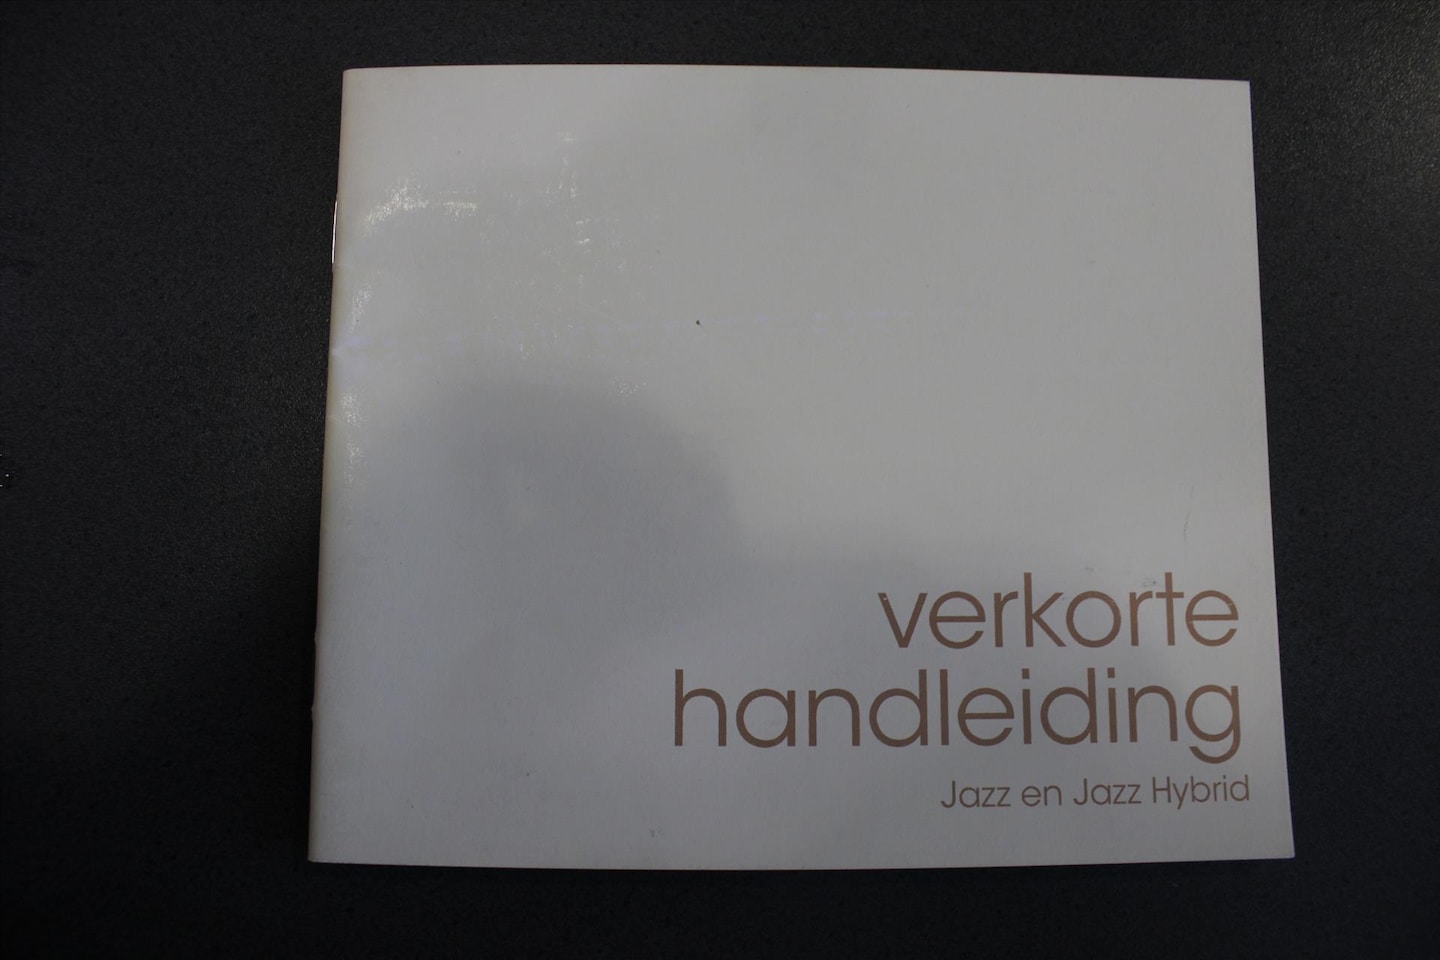 verkorte
handleiding
Jazz en Jazz Hybrid